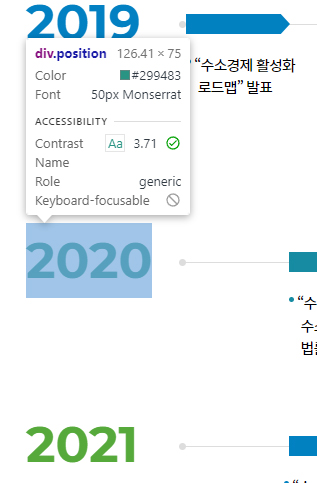 2019
div.position 126.41 × 75
Color #299483
Font 50px Monserrat
ACCESSIBILITY
Contrast Aa 3.71
Name
Role generic
Keyboard-focusable
“수소경제 활성화
로드맵” 발표
2020
“수
수소
법률
2021